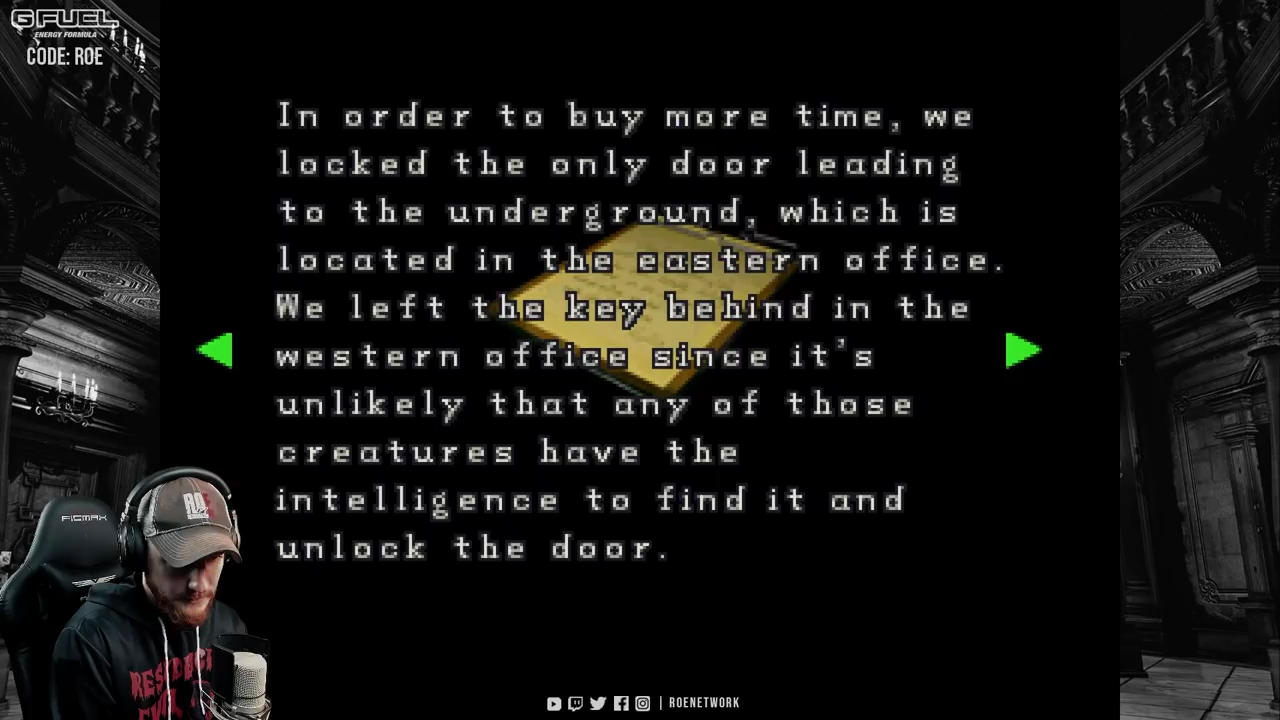 G FUEL
ENERGY FORMULA
CODE: ROE
In order to buy more time, we
locked the only door leading
to the underground, which is
located in the eastern office.
We left the key behind in the
western office since it's
unlikely that any of those
creatures have the
intelligence to find it and
unlock the door.
FICMAX
| ROENETWORK